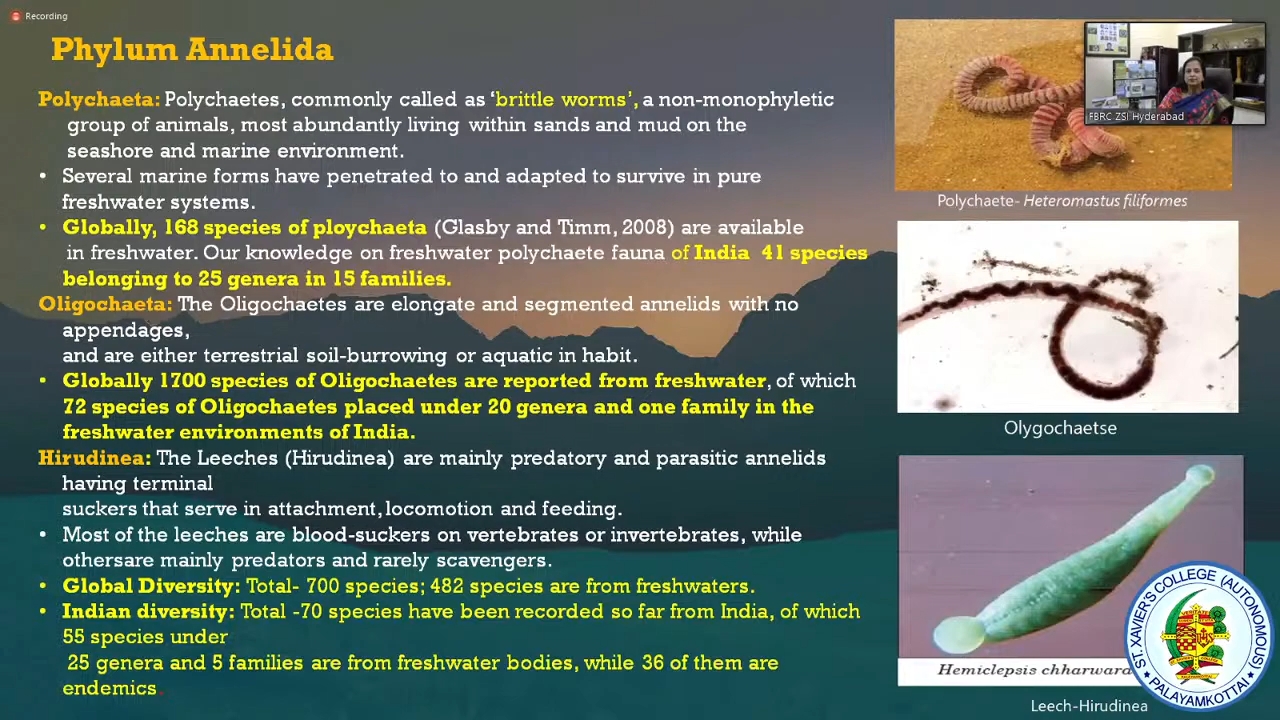 Recording
Phylum Annelida
Polychaeta: Polychaetes, commonly called as ‘brittle worms’, a non-monophyletic
group of animals, most abundantly living within sands and mud on the
seashore and marine environment.
• Several marine forms have penetrated to and adapted to survive in pure
freshwater systems.
• Globally, 168 species of ploychaeta (Glasby and Timm, 2008) are available
in freshwater. Our knowledge on freshwater polychaete fauna of India 41 species
belonging to 25 genera in 15 families.
Oligochaeta: The Oligochaetes are elongate and segmented annelids with no
appendages,
and are either terrestrial soil-burrowing or aquatic in habit.
• Globally 1700 species of Oligochaetes are reported from freshwater, of which
72 species of Oligochaetes placed under 20 genera and one family in the
freshwater environments of India.
Hirudinea: The Leeches (Hirudinea) are mainly predatory and parasitic annelids
having terminal
suckers that serve in attachment, locomotion and feeding.
• Most of the leeches are blood-suckers on vertebrates or invertebrates, while
othersare mainly predators and rarely scavengers.
• Global Diversity: Total- 700 species; 482 species are from freshwaters.
• Indian diversity: Total -70 species have been recorded so far from India, of which
55 species under
25 genera and 5 families are from freshwater bodies, while 36 of them are
endemics.
FBRC ZSI Hyderabad
Polychaete- Heteromastus filiformes
Olygochaetse
Hemiclepsis chharwara
Leech-Hirudinea
ST. XAVIER'S COLLEGE (AUTONOMOUS)
PALAYAMKOTTAI